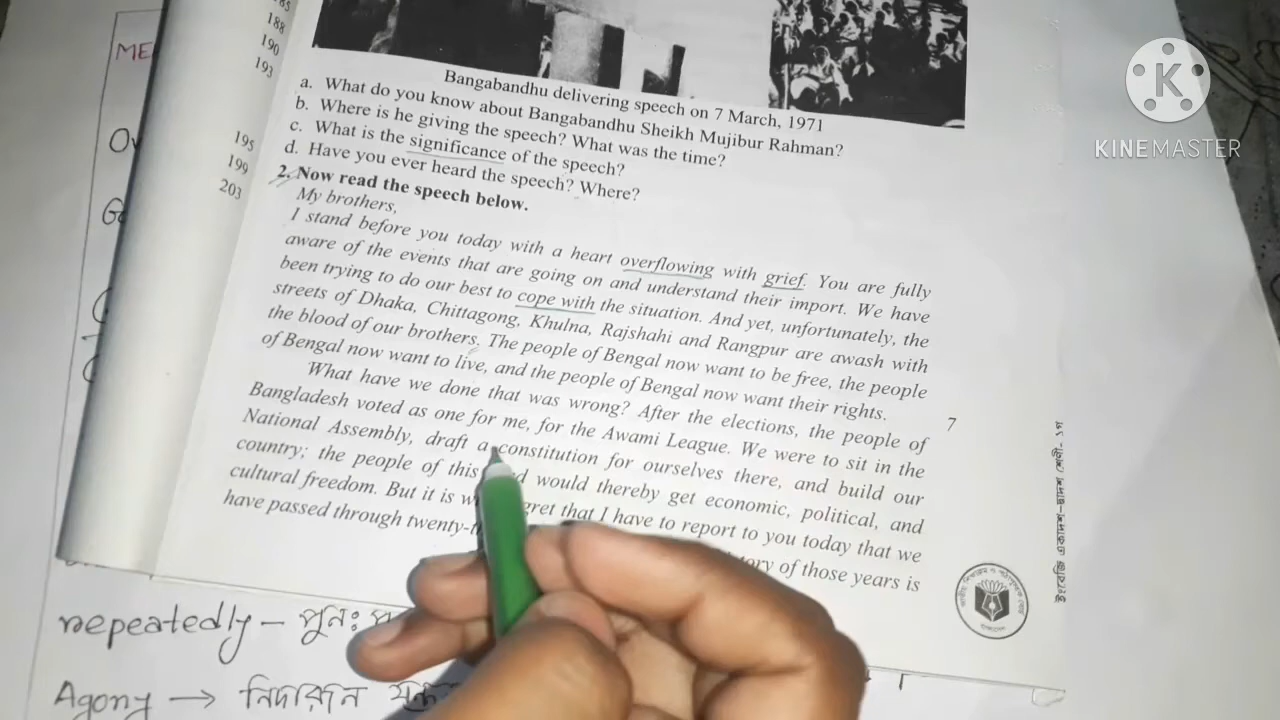 188
190
193
195
199
203
ME
KINEMASTER
Bangabandhu delivering speech on 7 March, 1971
a. What do you know about Bangabandhu Sheikh Mujibur Rahman?
b. Where is he giving the speech? What was the time?
c. What is the significance of the speech?
d. Have you ever heard the speech? Where?
2. Now read the speech below.
My brothers,
I stand before you today with a heart overflowing with grief. You are fully
aware of the events that are going on and understand their import. We have
been trying to do our best to cope with the situation. And yet, unfortunately, the
streets of Dhaka, Chittagong, Khulna, Rajshahi and Rangpur are awash with
the blood of our brothers. The people of Bengal now want to be free, the people
of Bengal now want to live, and the people of Bengal now want their rights.
What have we done that was wrong? After the elections, the people of
Bangladesh voted as one for me, for the Awami League. We were to sit in the
National Assembly, draft a constitution for ourselves there, and build our
country; the people of this would thereby get economic, political, and
cultural freedom. But it is that I have to report to you today that we
have passed through of those years is
7
ইংরেজি একাদশ-দ্বাদশ শ্রেণী-
repeatedly – পুনঃ
Agony → নিদারুন